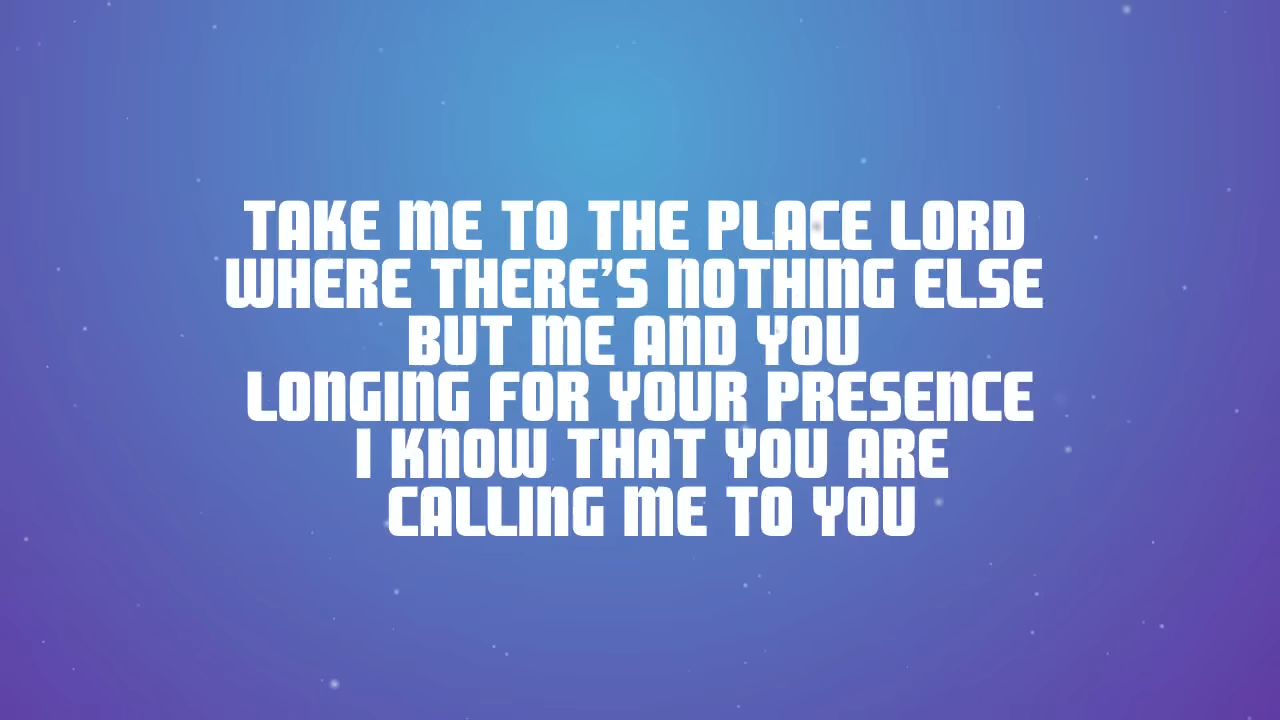 TAKE ME TO THE PLACE LORD
WHERE THERE'S NOTHING ELSE
BUT ME AND YOU
LONGING FOR YOUR PRESENCE
I KNOW THAT YOU ARE
CALLING ME TO YOU